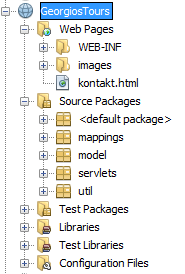 GeorgiosTours
Web Pages
WEB-INF
images
kontakt.html
Source Packages
<default package>
mappings
model
servlets
util
Test Packages
Libraries
Test Libraries
Configuration Files